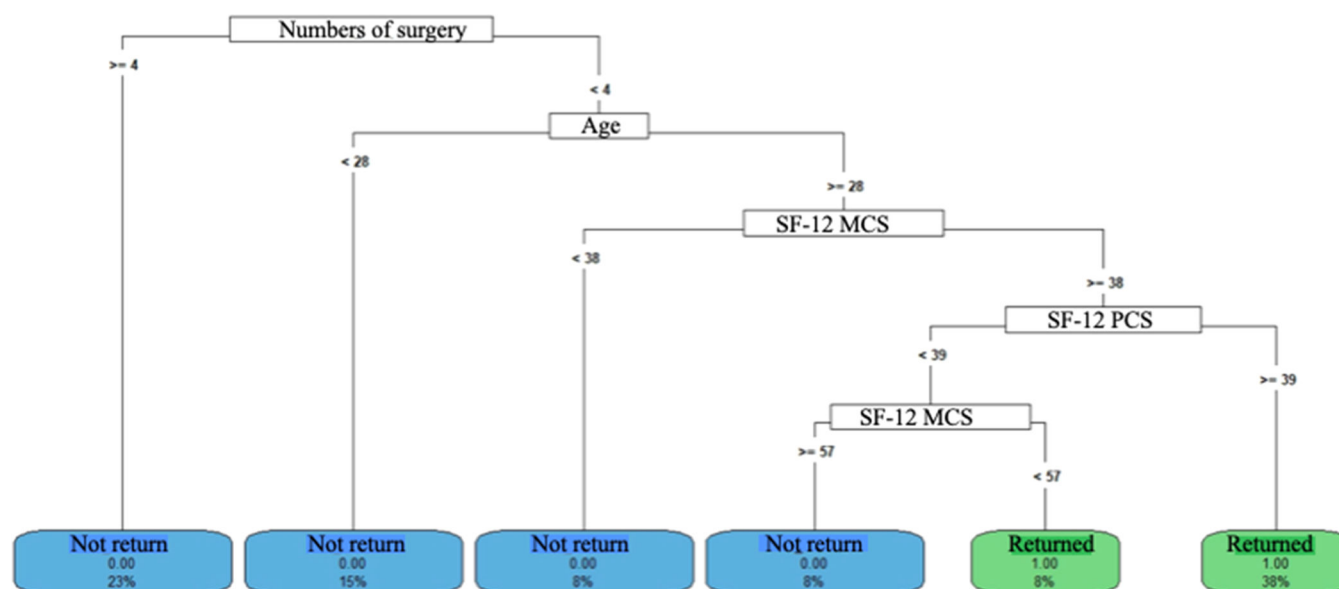 Numbers of surgery
>= 4
< 4
Age
< 28
>= 28
SF-12 MCS
< 38
>= 38
SF-12 PCS
< 39
>= 39
SF-12 MCS
>= 57
< 57
Not return
0.00
23%
Not return
0.00
15%
Not return
0.00
8%
Not return
0.00
8%
Returned
1.00
8%
Returned
1.00
38%